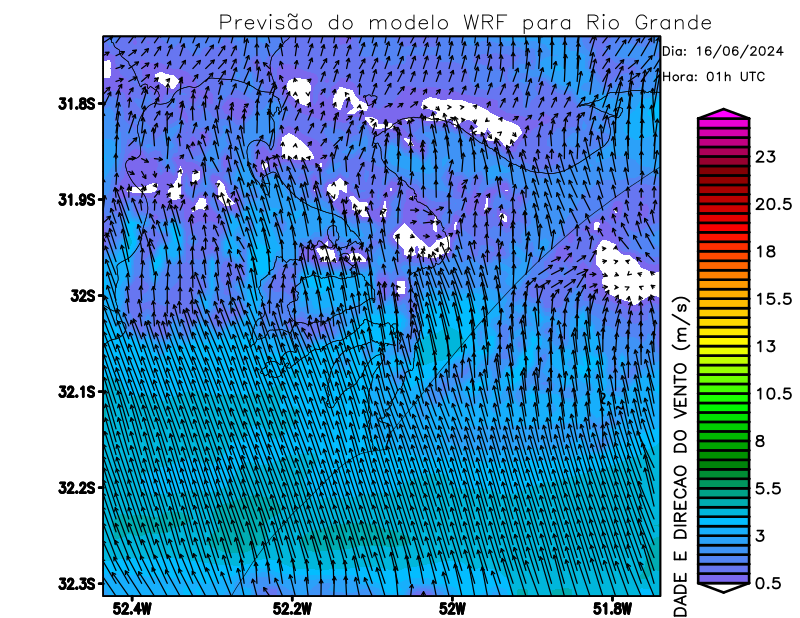 Previsão do modelo WRF para Rio Grande
Dia: 16/06/2024
Hora: 01h UTC
31.8S
31.9S
32S
32.1S
32.2S
32.3S
52.4W
52.2W
52W
51.8W
23
20.5
18
15.5
13
10.5
8
5.5
3
0.5
DADE E DIRECAO DO VENTO (m/s)